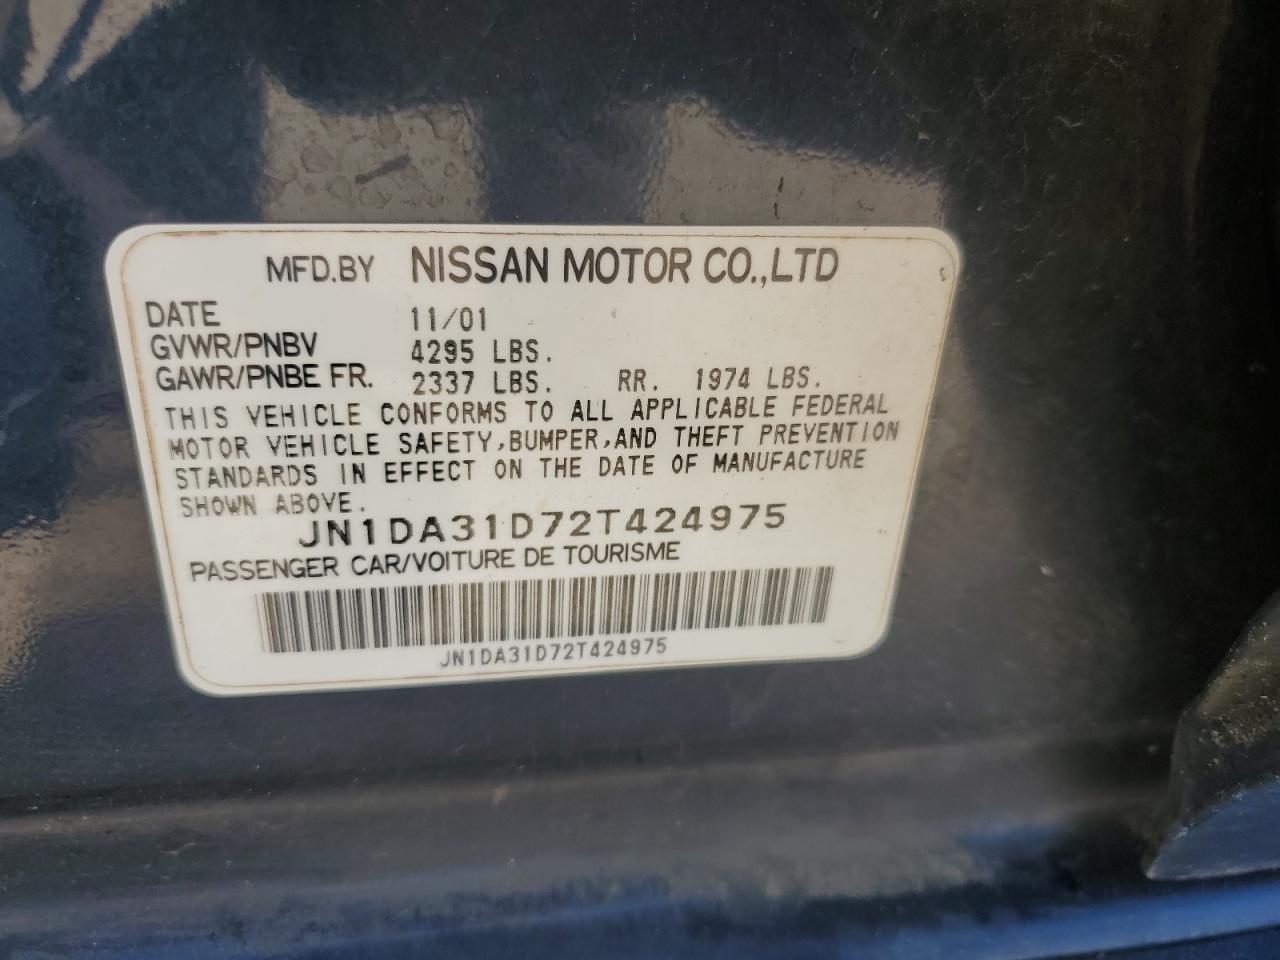 MFD.BY NISSAN MOTOR CO.,LTD
DATE 11/01
GVWR/PNBV 4295 LBS.
GAWR/PNBE FR. 2337 LBS. RR. 1974 LBS.
THIS VEHICLE CONFORMS TO ALL APPLICABLE FEDERAL
MOTOR VEHICLE SAFETY,BUMPER,AND THEFT PREVENTION
STANDARDS IN EFFECT ON THE DATE OF MANUFACTURE
SHOWN ABOVE.
JN1DA31D72T424975
PASSENGER CAR/VOITURE DE TOURISME
JN1DA31D72T424975